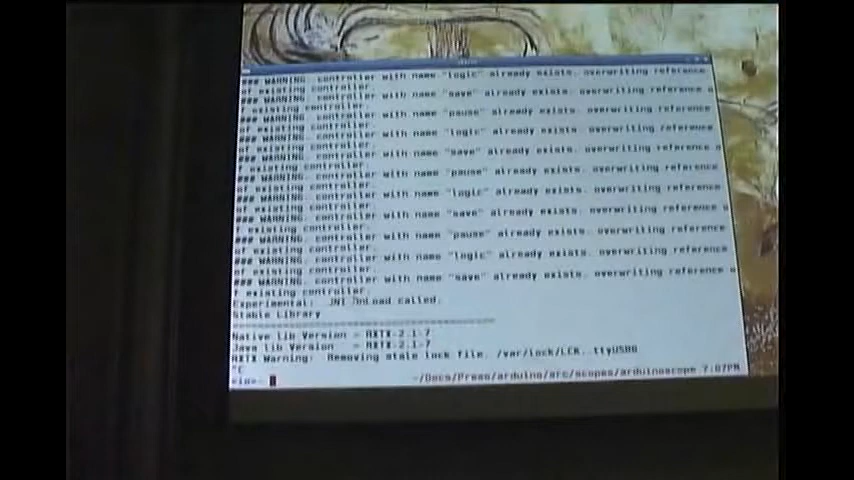 ### WARNING: controller with name "logic" already exists. overwriting reference
of existing controller.
### WARNING: controller with name "save" already exists. overwriting reference o
f existing controller.
### WARNING: controller with name "pause" already exists. overwriting reference
of existing controller.
### WARNING: controller with name "logic" already exists. overwriting reference
of existing controller.
### WARNING: controller with name "save" already exists. overwriting reference o
f existing controller.
### WARNING: controller with name "pause" already exists. overwriting reference
of existing controller.
### WARNING: controller with name "logic" already exists. overwriting reference
of existing controller.
### WARNING: controller with name "save" already exists. overwriting reference o
f existing controller.
### WARNING: controller with name "pause" already exists. overwriting reference
of existing controller.
### WARNING: controller with name "logic" already exists. overwriting reference
of existing controller.
### WARNING: controller with name "save" already exists. overwriting reference o
f existing controller.
Experimental: JNI_OnLoad called.
Stable Library
=========================================
Native lib Version = RXTX-2.1-7
Java lib Version = RXTX-2.1-7
RXTX Warning: Removing stale lock file. /var/lock/LCK..ttyUSB0
^C
~/Docs/Press/arduino/arc/scopes/arduinoscope 7:07PM